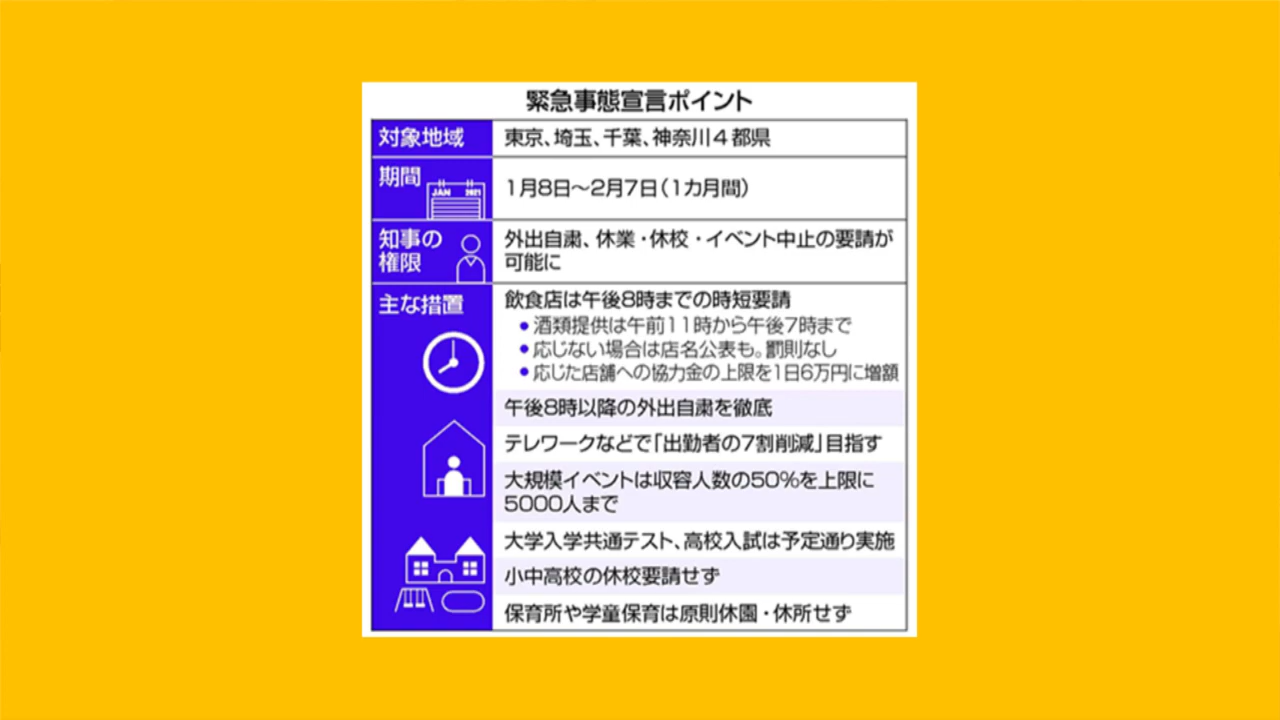 緊急事態宣言ポイント
対象地域
東京、埼玉、千葉、神奈川4都県
期間
JAN 2021
1月8日～2月7日(1カ月間)
知事の
権限
外出自粛、休業・休校・イベント中止の要請が
可能に
主な措置
飲食店は午後8時までの時短要請
●酒類提供は午前11時から午後7時まで
●応じない場合は店名公表も。罰則なし
●応じた店舗への協力金の上限を1日6万円に増額
午後8時以降の外出自粛を徹底
テレワークなどで「出勤者の7割削減」目指す
大規模イベントは収容人数の50%を上限に
5000人まで
大学入学共通テスト、高校入試は予定通り実施
小中高校の休校要請せず
保育所や学童保育は原則休園・休所せず